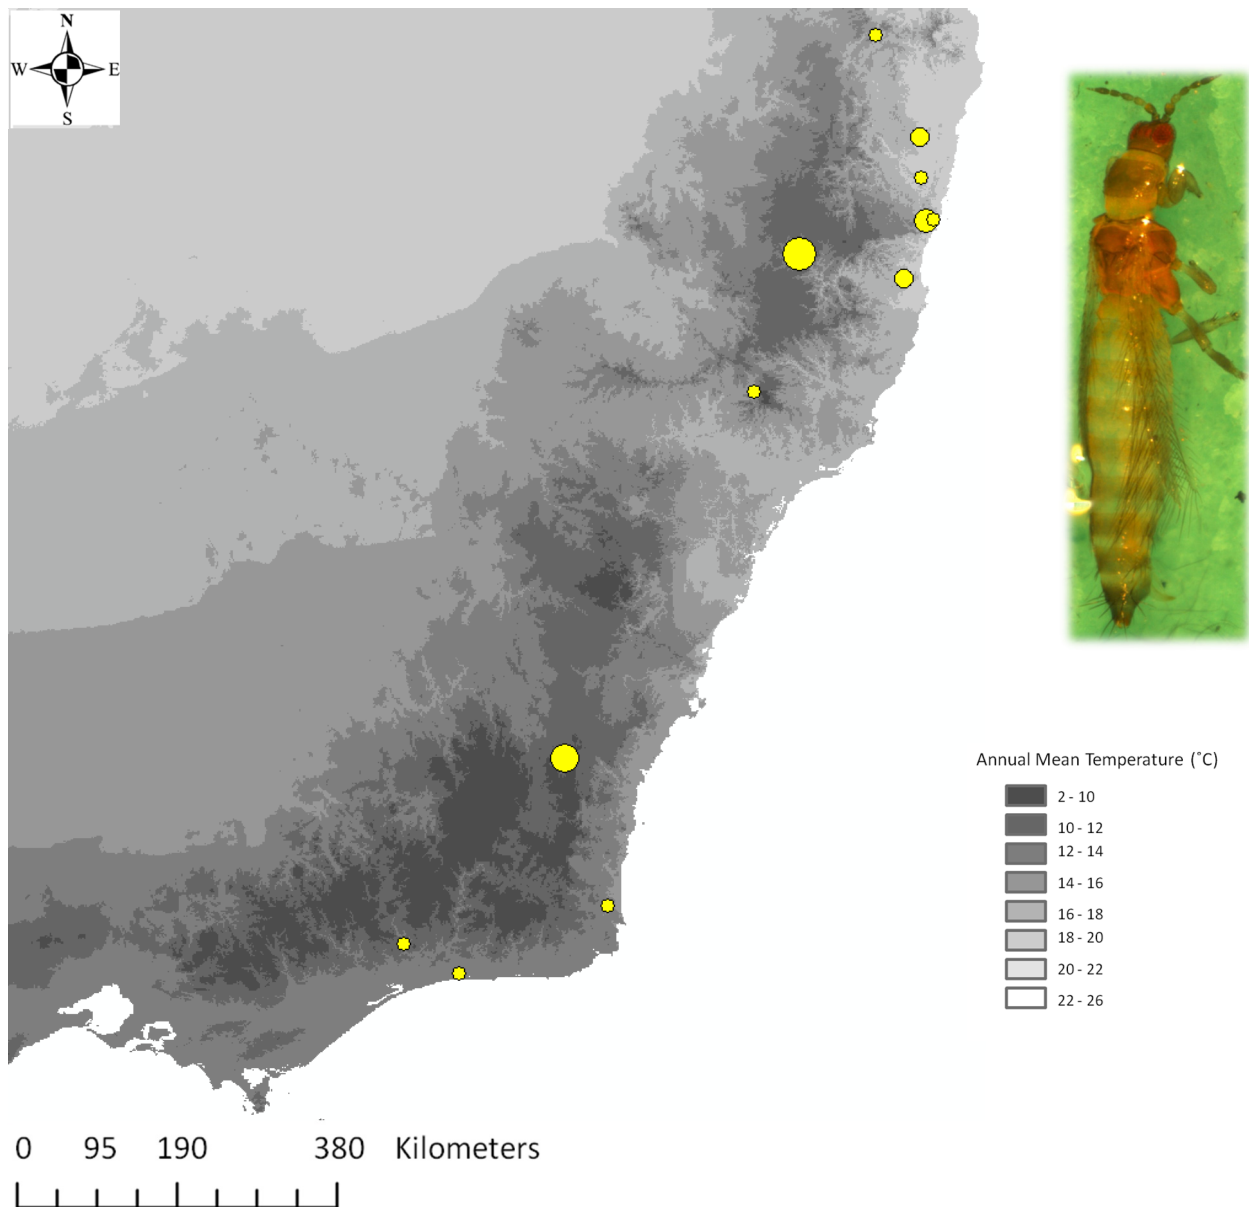 N
W E
S
Annual Mean Temperature (˚C)
2 - 10
10 - 12
12 - 14
14 - 16
16 - 18
18 - 20
20 - 22
22 - 26
0 95 190 380 Kilometers